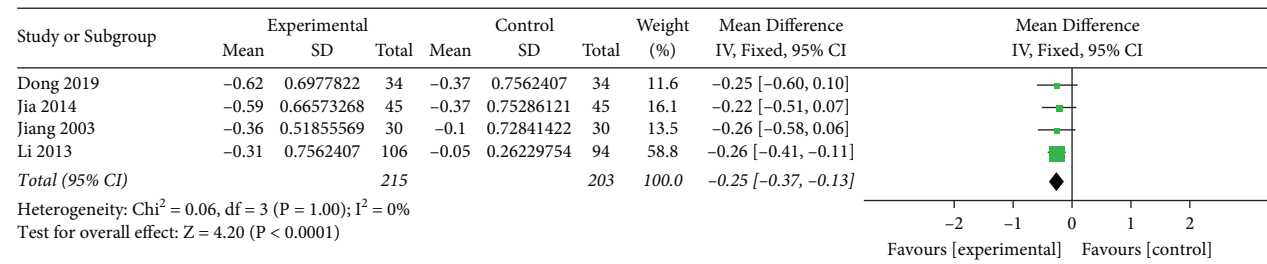 Study or Subgroup Experimental Control Weight (%) Mean Difference IV, Fixed, 95% CI Mean Difference IV, Fixed, 95% CI
Mean SD Total Mean SD Total
Dong 2019 –0.62 0.6977822 34 –0.37 0.7562407 34 11.6 –0.25 [–0.60, 0.10]
Jia 2014 –0.59 0.66573268 45 –0.37 0.75286121 45 16.1 –0.22 [–0.51, 0.07]
Jiang 2003 –0.36 0.51855569 30 –0.1 0.72841422 30 13.5 –0.26 [–0.58, 0.06]
Li 2013 –0.31 0.7562407 106 –0.05 0.26229754 94 58.8 –0.26 [–0.41, –0.11]
Total (95% CI) 215 203 100.0 –0.25 [–0.37, –0.13]
Heterogeneity: Chi² = 0.06, df = 3 (P = 1.00); I² = 0%
Test for overall effect: Z = 4.20 (P < 0.0001)
–2 –1 0 1 2
Favours [experimental] Favours [control]